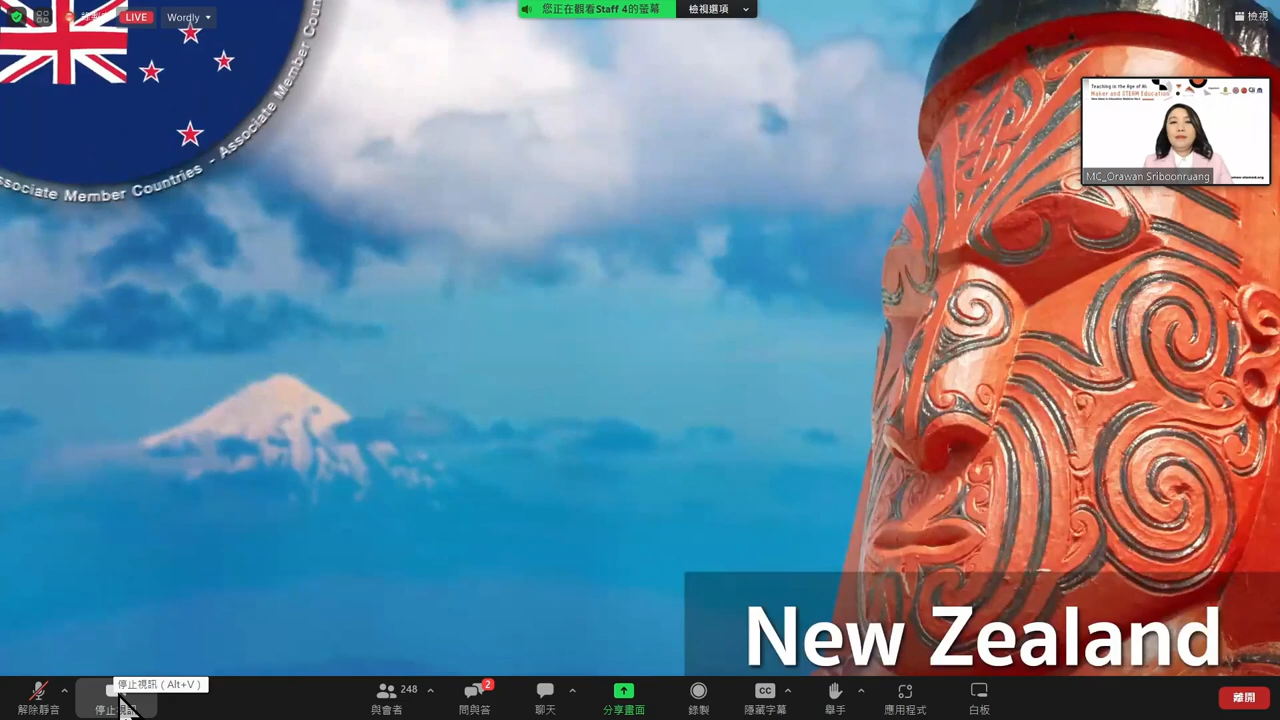 LIVE
Wordly
您正在觀看Staff 4的螢幕
檢視選項
檢視
Associate Member Countries - Associate Member Coun
Teaching in the Age of AI:
Maker and STEAM Education
MC_Orawan Sriboonruang
New Zealand
停止視訊 ( Alt+V )
解除靜音
停止視訊
248
與會者
2
問與答
聊天
分享畫面
錄製
CC
隱藏字幕
舉手
應用程式
白板
離開